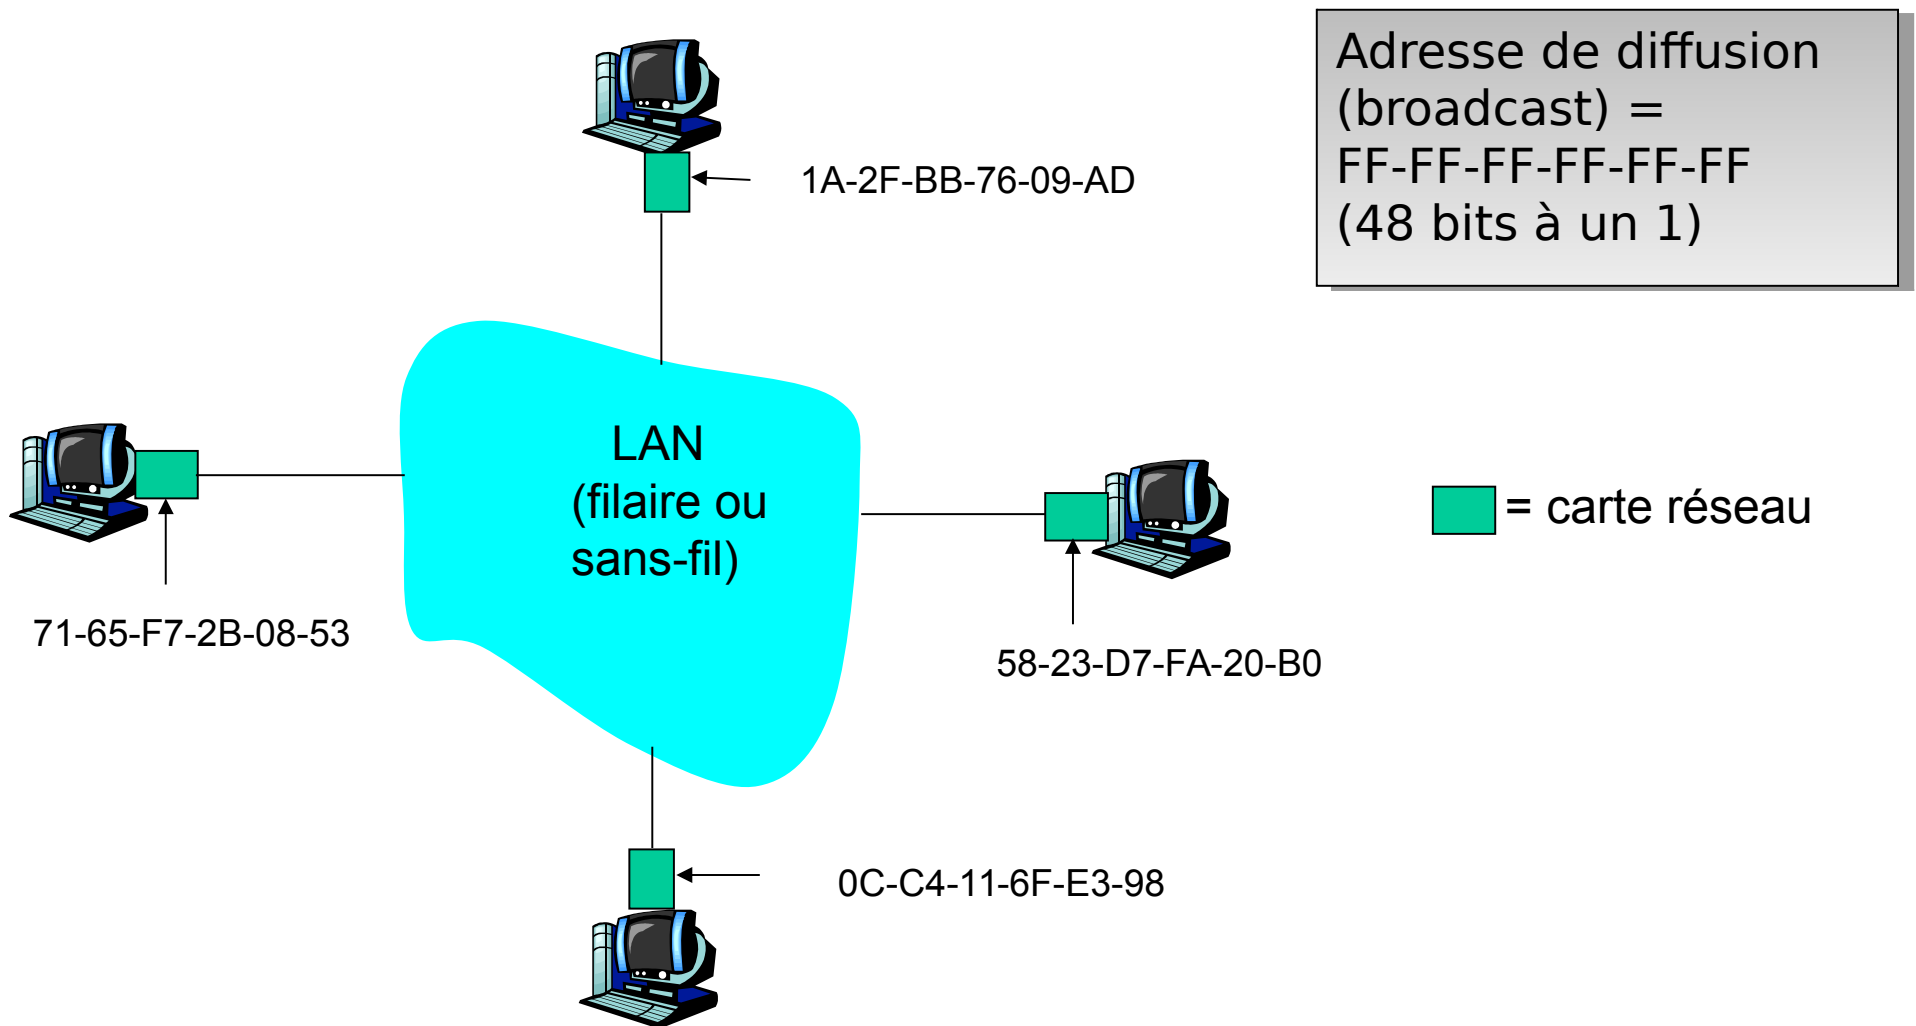 Adresse de diffusion
(broadcast) =
FF-FF-FF-FF-FF-FF
(48 bits à un 1)
1A-2F-BB-76-09-AD
LAN
(filaire ou
sans-fil)
= carte réseau
71-65-F7-2B-08-53
58-23-D7-FA-20-B0
0C-C4-11-6F-E3-98